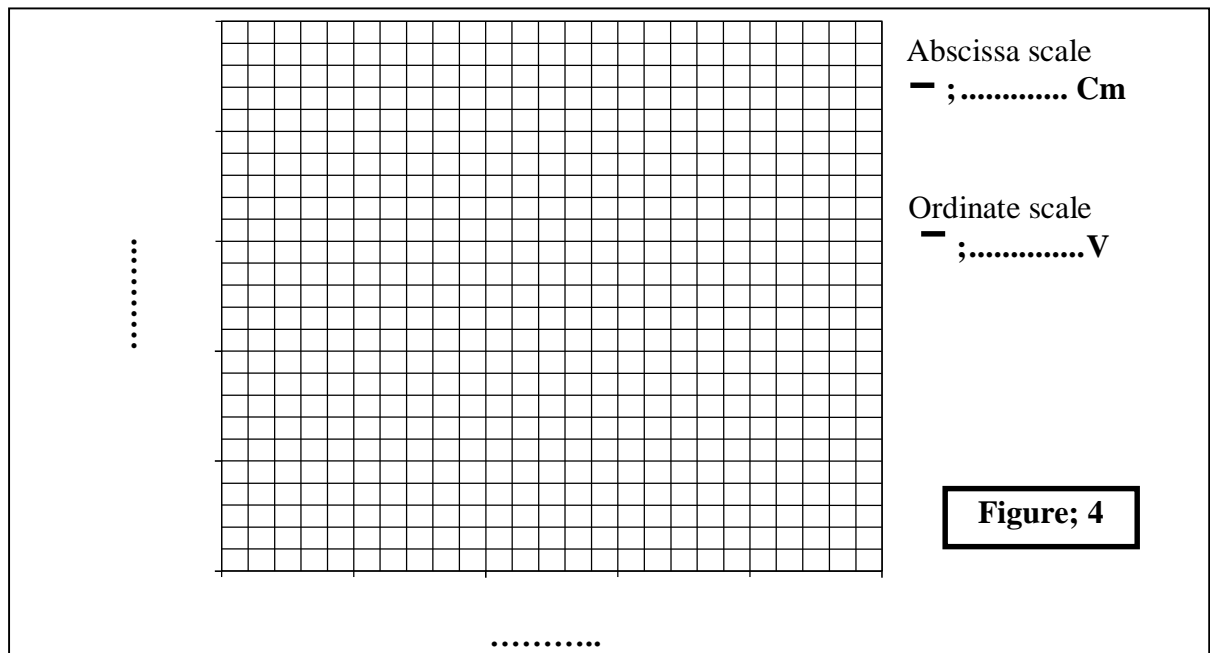 Abscissa scale
– ;............. Cm
Ordinate scale
– ;..............V
...........
Figure; 4
...........